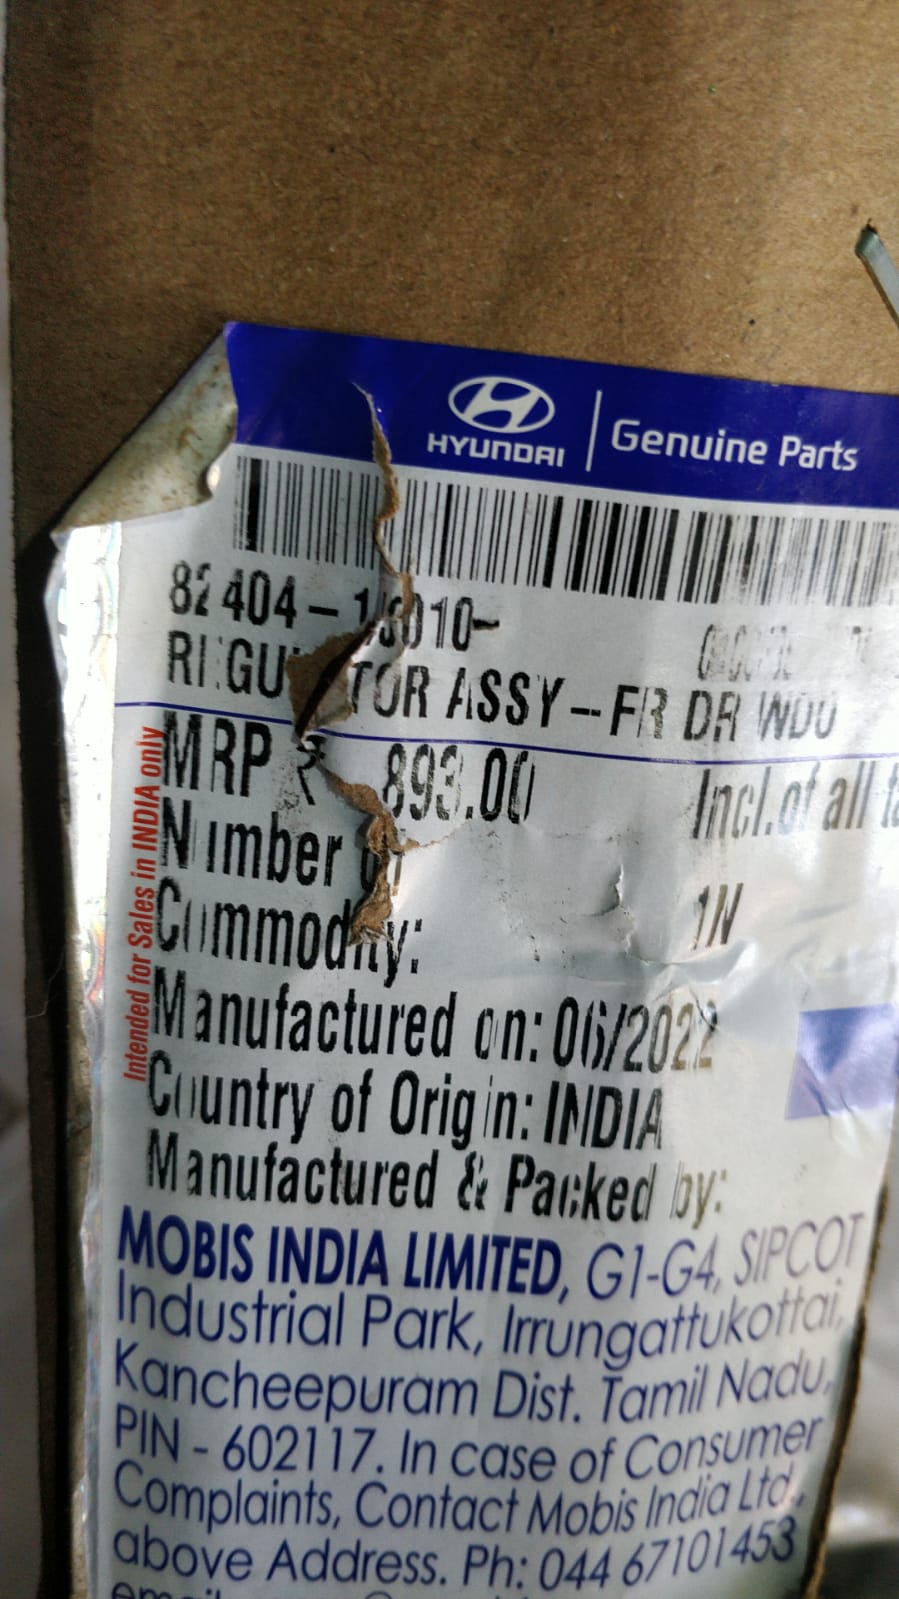 HYUNDAI
Genuine Parts
REGULATOR ASSY-FR DR WDO
MRP ₹ 893.00 Incl.of all
Number of
Commodity: 1N
Manufactured on: 06/2022
Country of Origin: INDIA
Manufactured & Packed by:
MOBIS INDIA LIMITED, G1-G4, SIPCOT
Industrial Park, Irrungattukottai,
Kancheepuram Dist. Tamil Nadu,
PIN - 602117. In case of Consumer
Complaints, Contact Mobis India Ltd.,
above Address. Ph: 044 67101453
Intended for Sales in INDIA only